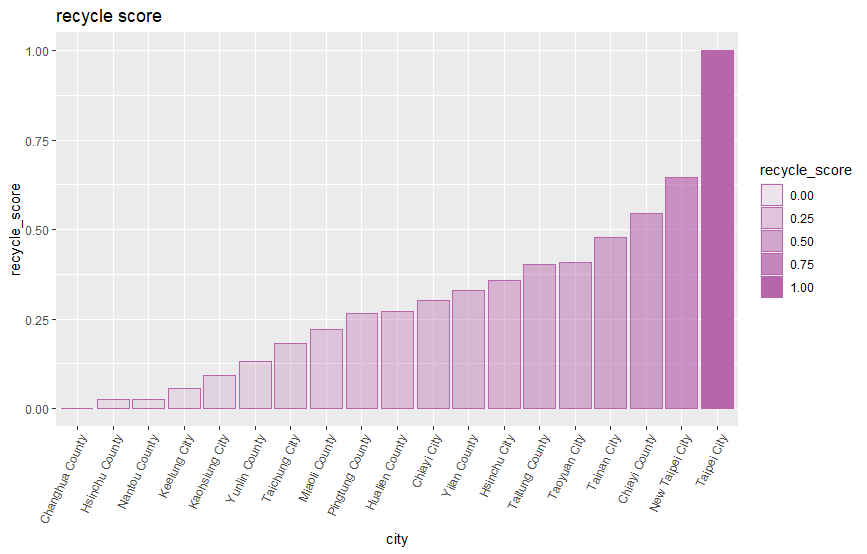 recycle score
1.00
0.75
0.50
0.25
0.00
recycle_score
Changhua County
Hsinchu County
Nantou County
Keelung City
Kaohsiung City
Yunlin County
Taichung City
Miaoli County
Pingtung County
Hualien County
Chiayi City
Yilan County
Hsinchu City
Taitung County
Taoyuan City
Tainan City
Chiayi County
New Taipei City
Taipei City
city
recycle_score
0.00
0.25
0.50
0.75
1.00